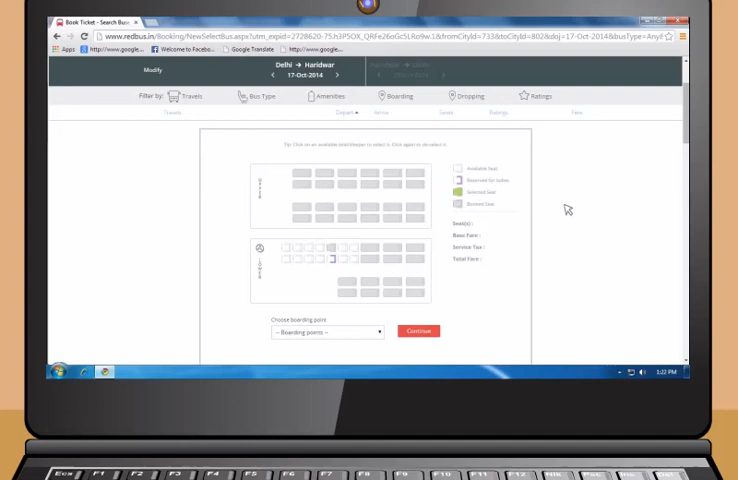 Book Ticket - Search Bus
www.redbus.in/Booking/NewSelectBus.aspx?utm_expid=2728620-75.h3P5OX_QRFe26oGc5LRo9w.1&fromCityId=733&toCityId=802&doj=17-Oct-2014&busType=Any
Apps http://www.google... Welcome to Facebo... Google Translate http://www.google...
Modify
Delhi → Haridwar
17-Oct-2014
Filter by: Travels Bus Type Amenities Boarding Dropping Ratings
Travels Depart Arrive Seats Ratings Fare
Tip: Click on an available seat/sleeper to select it. Click again to de-select it.
UPPER
Available Seat
Reserved for ladies
Selected Seat
Booked Seat
Seat(s) :
Base Fare :
Service Tax :
Total Fare :
LOWER
Choose boarding point
-- Boarding points --
Continue
1:22 PM
Ecx F1 F2 F3 F4 F5 F6 F7 F8 F9 F10 F11 F12